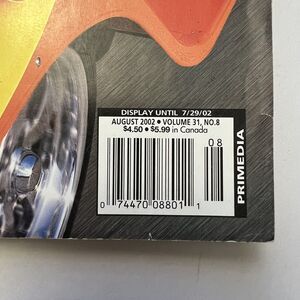 DISPLAY UNTIL 7/29/02
AUGUST 2002 • VOLUME 31, NO.8
$4.50 • $5.99 in Canada
08
0 74470 08801 1
PRIMEDIA